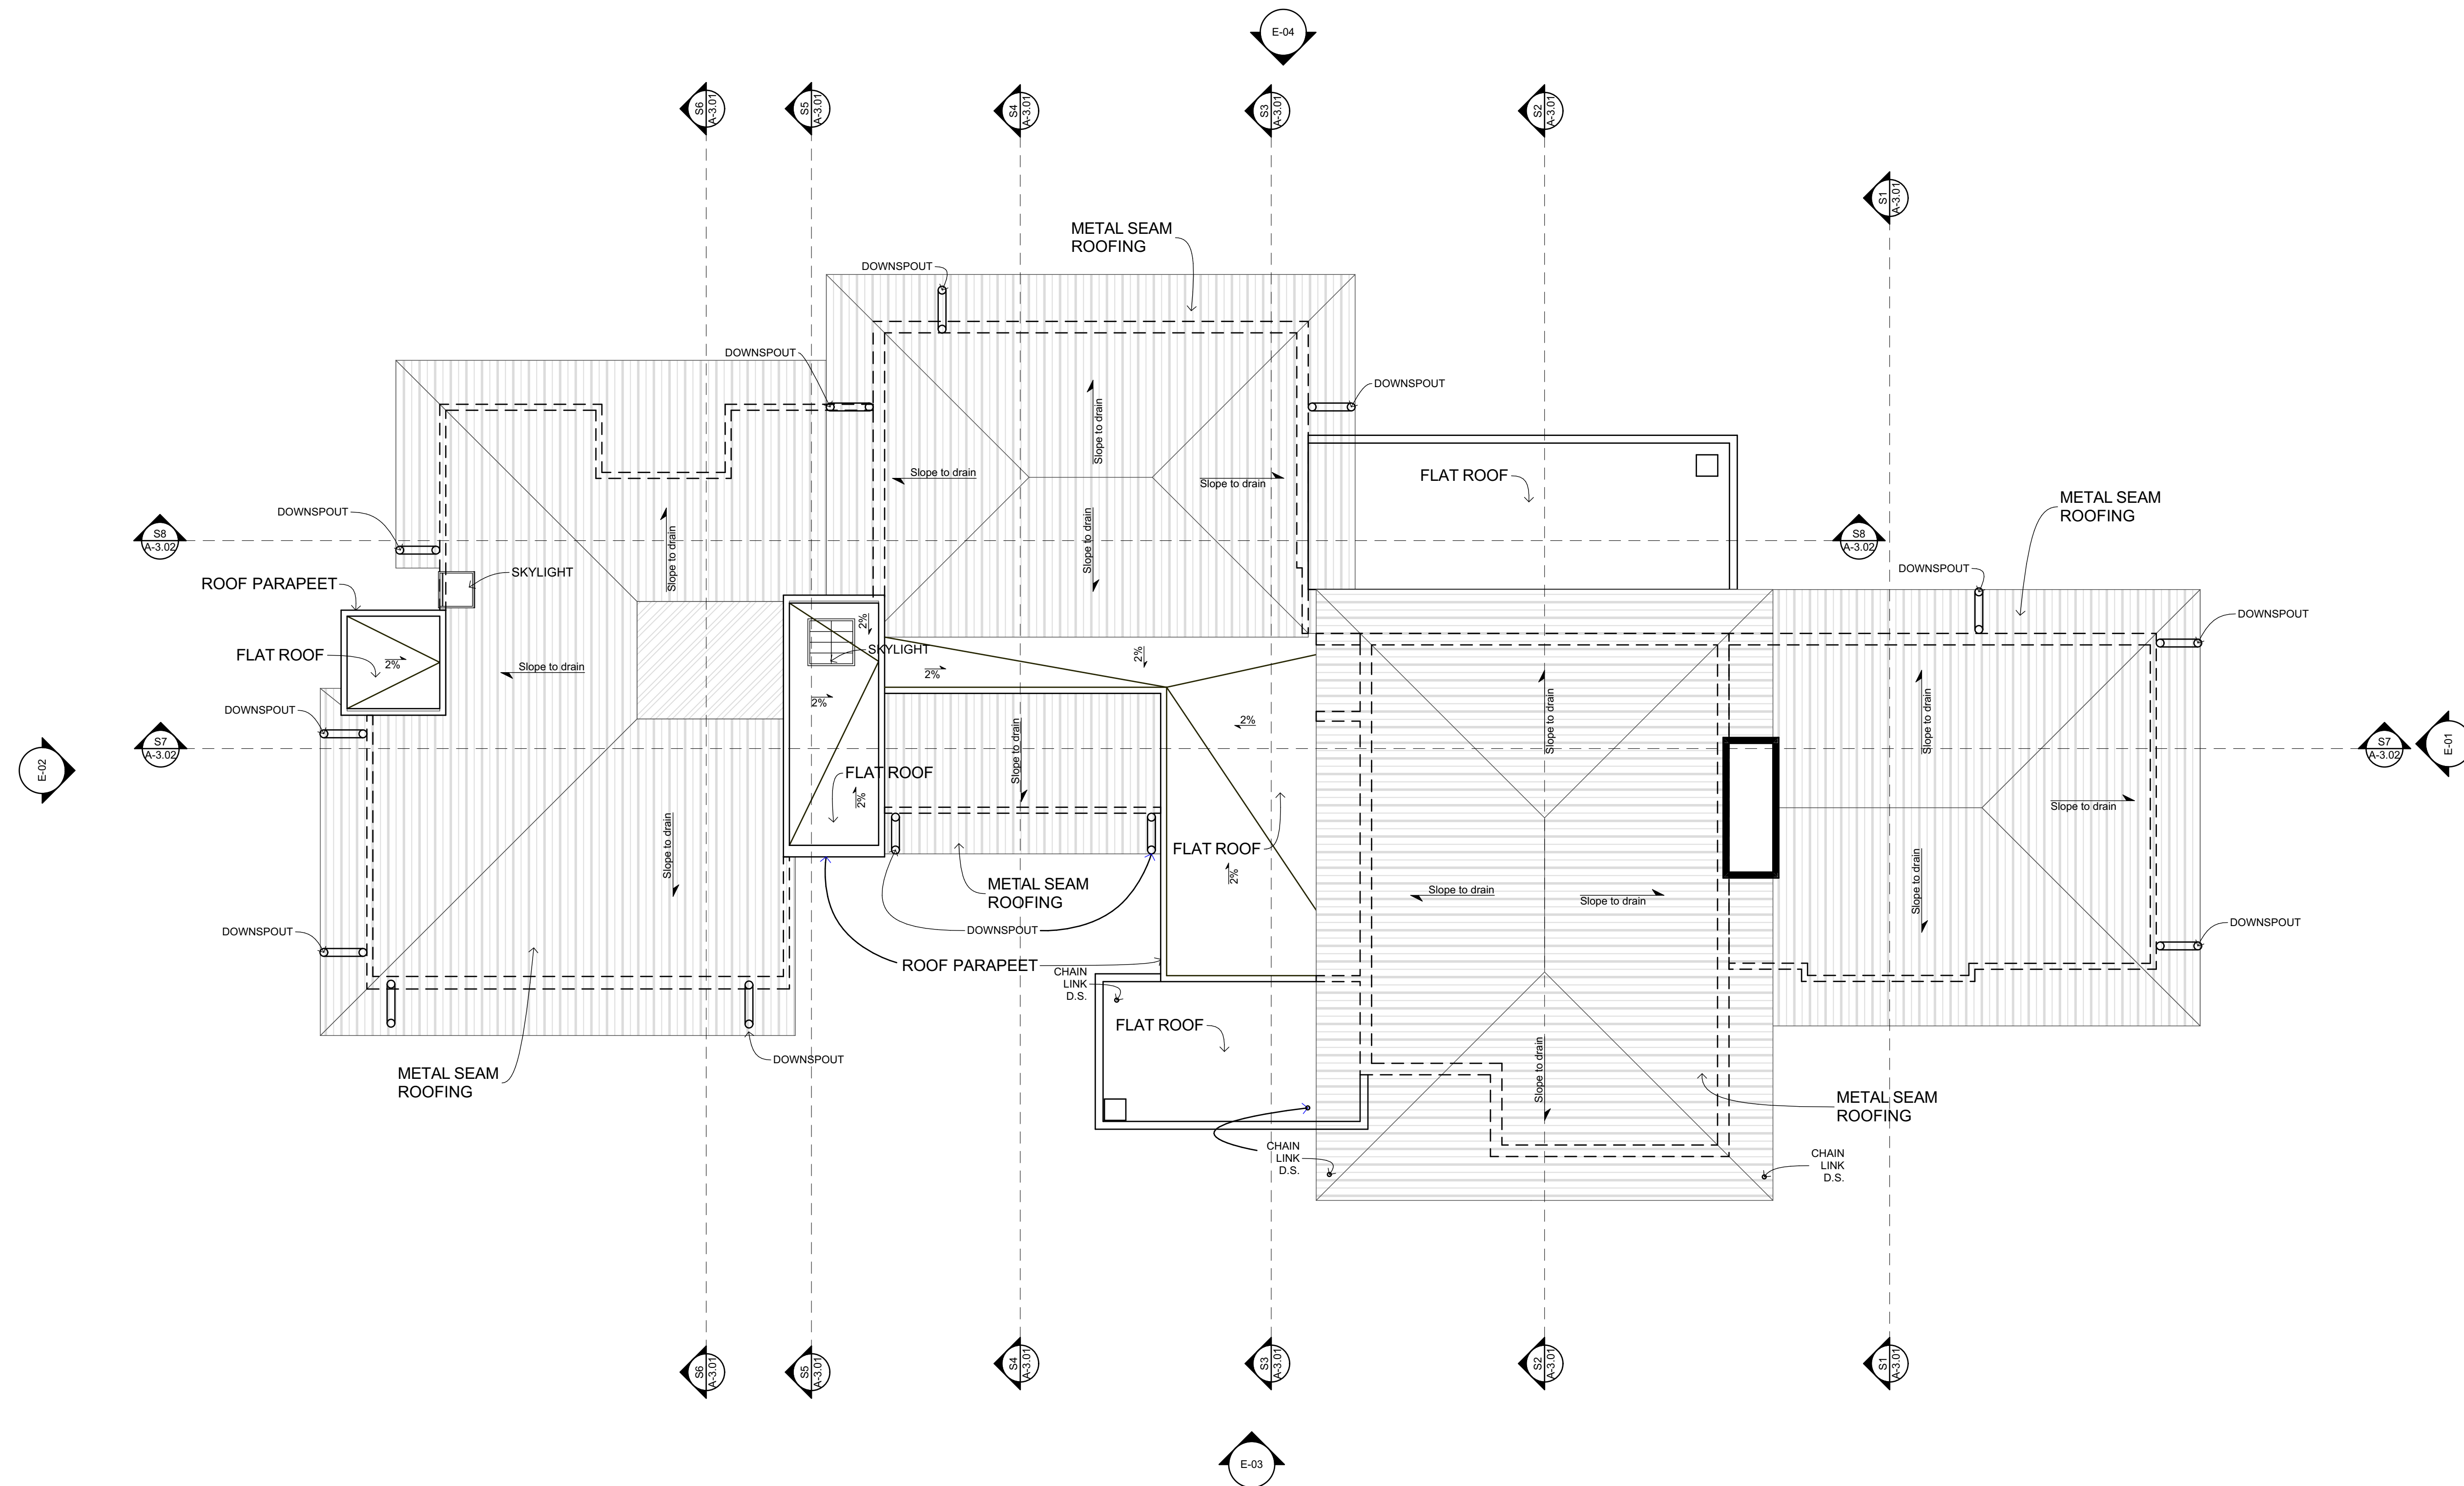 E-04
S6
A-3.01
S5
A-3.01
S4
A-3.01
S3
A-3.01
S2
A-3.01
S1
A-3.01
METAL SEAM
ROOFING
DOWNSPOUT
DOWNSPOUT
DOWNSPOUT
Slope to drain
Slope to drain
Slope to drain
Slope to drain
FLAT ROOF
METAL SEAM
ROOFING
DOWNSPOUT
Slope to drain
S8
A-3.02
S8
A-3.02
SKYLIGHT
ROOF PARAPEET
DOWNSPOUT
DOWNSPOUT
2%
SKYLIGHT
2%
FLAT ROOF
2%
Slope to drain
2%
2%
DOWNSPOUT
2%
Slope to drain
Slope to drain
Slope to drain
S7
A-3.02
S7
A-3.02
E-02
E-01
FLAT ROOF
2%
Slope to drain
Slope to drain
FLAT ROOF
2%
METAL SEAM
ROOFING
Slope to drain
Slope to drain
Slope to drain
DOWNSPOUT
DOWNSPOUT
DOWNSPOUT
ROOF PARAPEET
CHAIN
LINK
D.S.
FLAT ROOF
DOWNSPOUT
METAL SEAM
ROOFING
Slope to drain
METAL SEAM
ROOFING
CHAIN
LINK
D.S.
CHAIN
LINK
D.S.
S6
A-3.01
S5
A-3.01
S4
A-3.01
S3
A-3.01
S2
A-3.01
S1
A-3.01
E-03